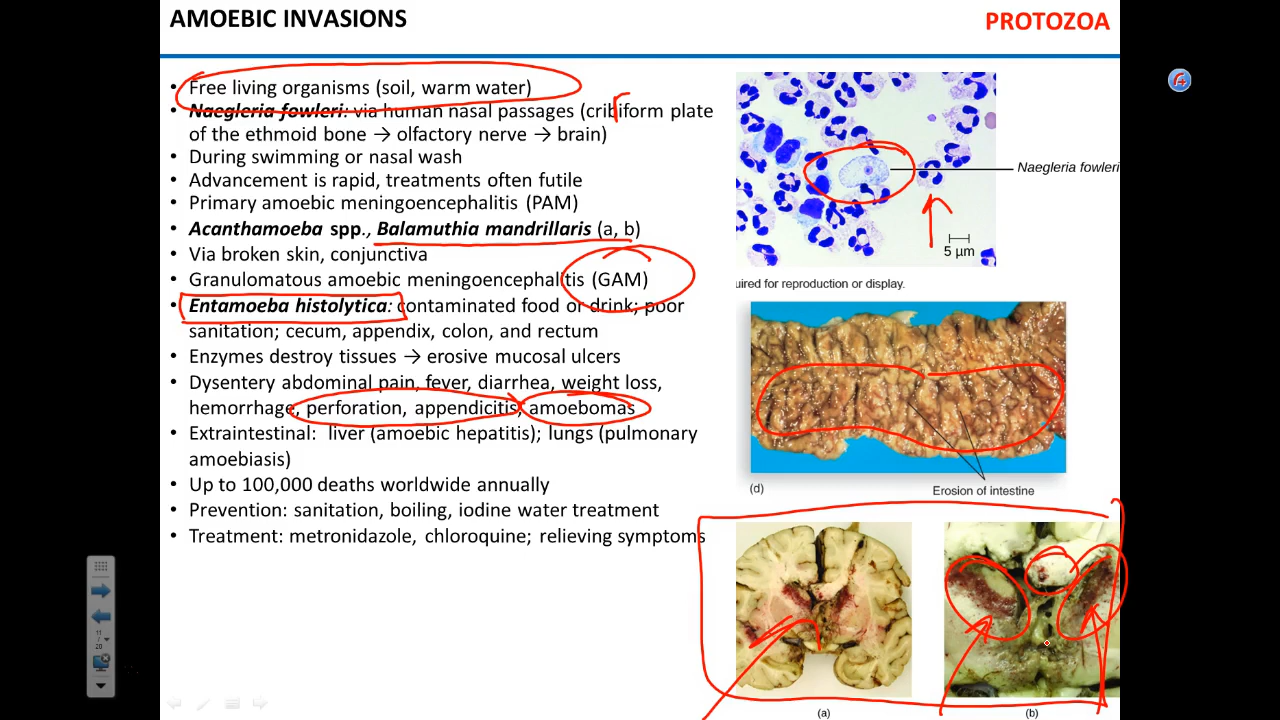 AMOEBIC INVASIONS
PROTOZOA
• Free living organisms (soil, warm water)
• Naegleria fowleri: via human nasal passages (cribiform plate
of the ethmoid bone → olfactory nerve → brain)
• During swimming or nasal wash
• Advancement is rapid, treatments often futile
• Primary amoebic meningoencephalitis (PAM)
• Acanthamoeba spp., Balamuthia mandrillaris (a, b)
• Via broken skin, conjunctiva
• Granulomatous amoebic meningoencephalitis (GAM)
• Entamoeba histolytica: contaminated food or drink; poor
sanitation; cecum, appendix, colon, and rectum
• Enzymes destroy tissues → erosive mucosal ulcers
• Dysentery abdominal pain, fever, diarrhea, weight loss,
hemorrhage, perforation, appendicitis, amoebomas
• Extraintestinal: liver (amoebic hepatitis); lungs (pulmonary
amoebiasis)
• Up to 100,000 deaths worldwide annually
• Prevention: sanitation, boiling, iodine water treatment
• Treatment: metronidazole, chloroquine; relieving symptoms
Naegleria fowleri
5 µm
uired for reproduction or display.
(d)
Erosion of intestine
(a)
(b)
11
/
20